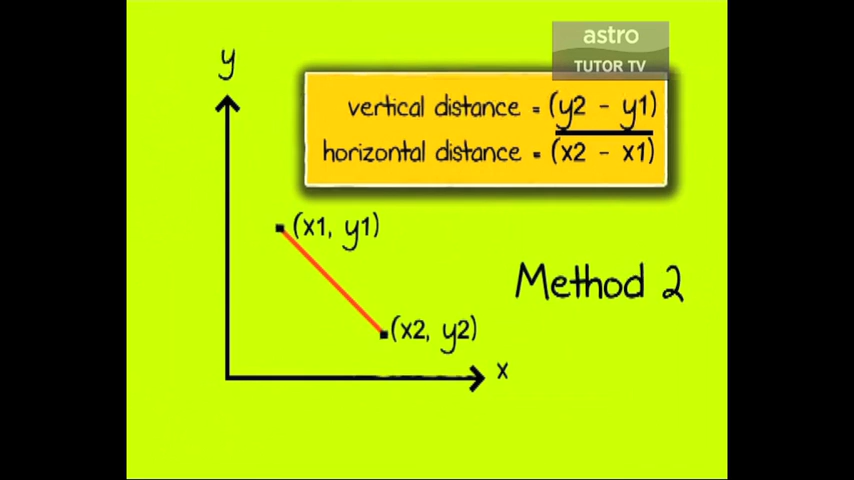 astro
TUTOR TV
y
vertical distance = (y2 - y1)
horizontal distance = (x2 - x1)
(x1, y1)
Method 2
(x2, y2)
x